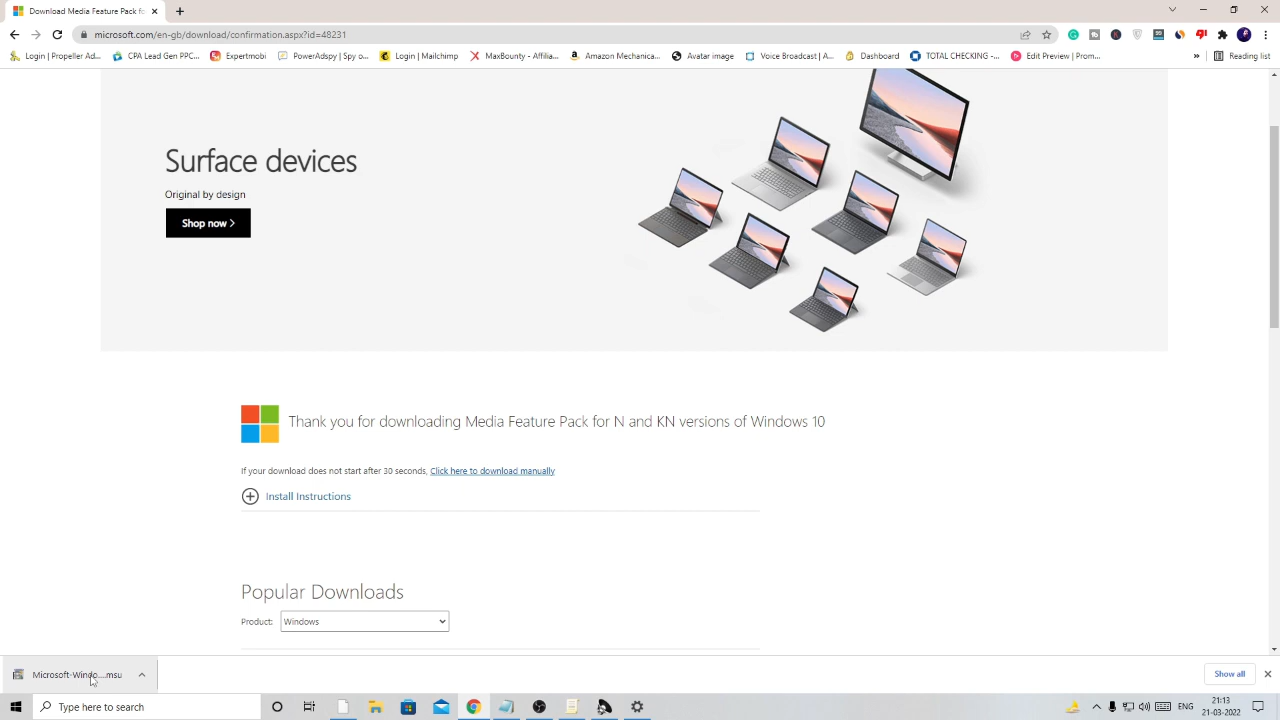 Download Media Feature Pack for
microsoft.com/en-gb/download/confirmation.aspx?id=48231
Login | Propeller Ad...
CPA Lead Gen PPC...
Expertmobi
PowerAdspy | Spy o...
Login | Mailchimp
MaxBounty - Affilia...
Amazon Mechanica...
Avatar image
Voice Broadcast | A...
Dashboard
TOTAL CHECKING -...
Edit Preview | Prom...
»
Reading list
Surface devices
Original by design
Shop now >
Thank you for downloading Media Feature Pack for N and KN versions of Windows 10
If your download does not start after 30 seconds, Click here to download manually
Install Instructions
Popular Downloads
Product: Windows
Microsoft-Windo....msu
Show all
Type here to search
ENG
21:13
21-03-2022